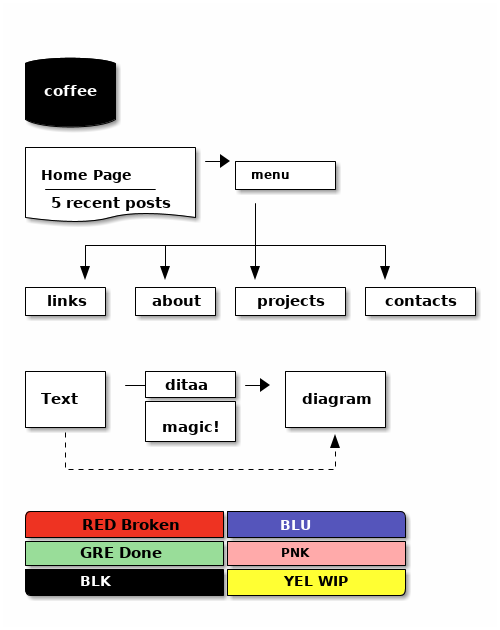 coffee
Home Page
menu
5 recent posts
links
about
projects
contacts
Text
ditaa
magic!
diagram
RED Broken
BLU
GRE Done
PNK
BLK
YEL WIP